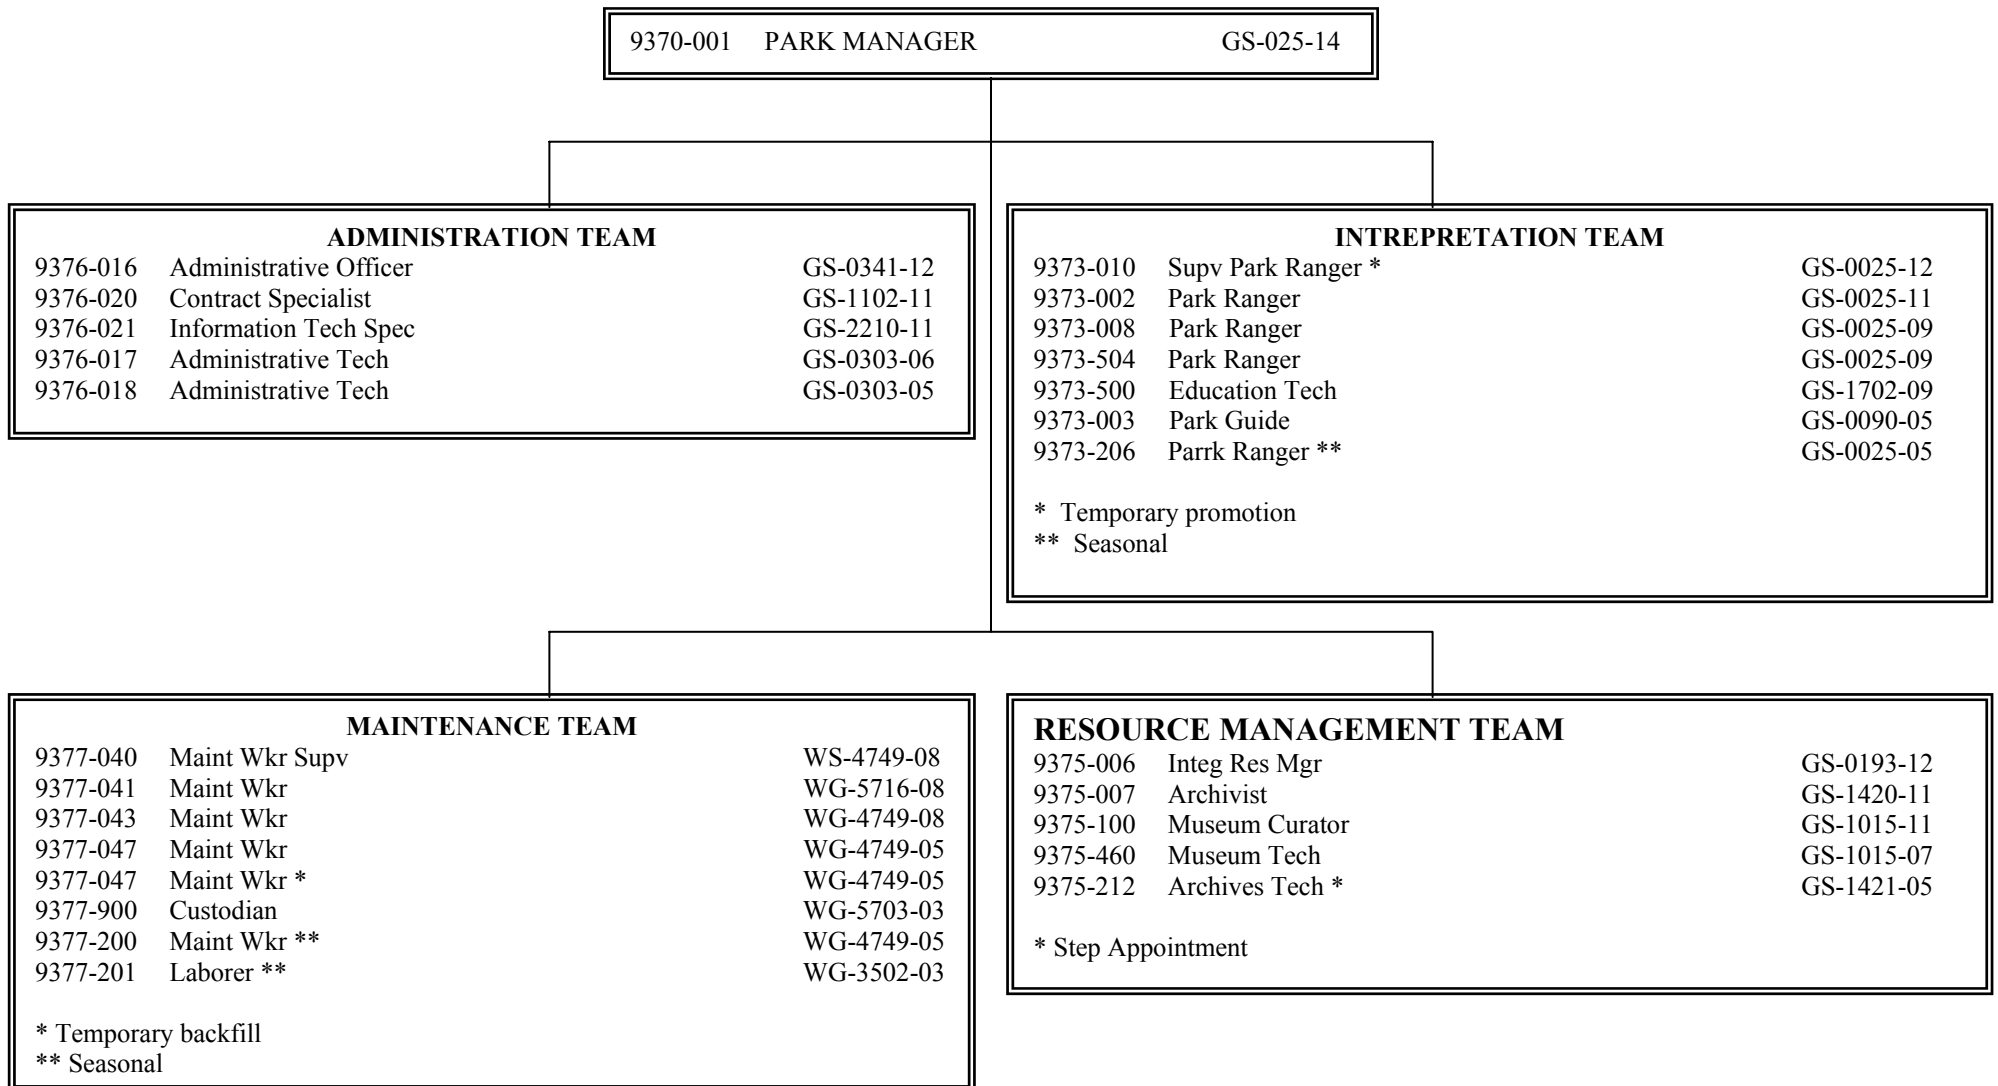 9370-001 PARK MANAGER GS-025-14
ADMINISTRATION TEAM
9376-016 Administrative Officer GS-0341-12
9376-020 Contract Specialist GS-1102-11
9376-021 Information Tech Spec GS-2210-11
9376-017 Administrative Tech GS-0303-06
9376-018 Administrative Tech GS-0303-05
INTREPRETATION TEAM
9373-010 Supv Park Ranger * GS-0025-12
9373-002 Park Ranger GS-0025-11
9373-008 Park Ranger GS-0025-09
9373-504 Park Ranger GS-0025-09
9373-500 Education Tech GS-1702-09
9373-003 Park Guide GS-0090-05
9373-206 Parrk Ranger ** GS-0025-05
* Temporary promotion
** Seasonal
MAINTENANCE TEAM
9377-040 Maint Wkr Supv WS-4749-08
9377-041 Maint Wkr WG-5716-08
9377-043 Maint Wkr WG-4749-08
9377-047 Maint Wkr WG-4749-05
9377-047 Maint Wkr * WG-4749-05
9377-900 Custodian WG-5703-03
9377-200 Maint Wkr ** WG-4749-05
9377-201 Laborer ** WG-3502-03
* Temporary backfill
** Seasonal
RESOURCE MANAGEMENT TEAM
9375-006 Integ Res Mgr GS-0193-12
9375-007 Archivist GS-1420-11
9375-100 Museum Curator GS-1015-11
9375-460 Museum Tech GS-1015-07
9375-212 Archives Tech * GS-1421-05
* Step Appointment